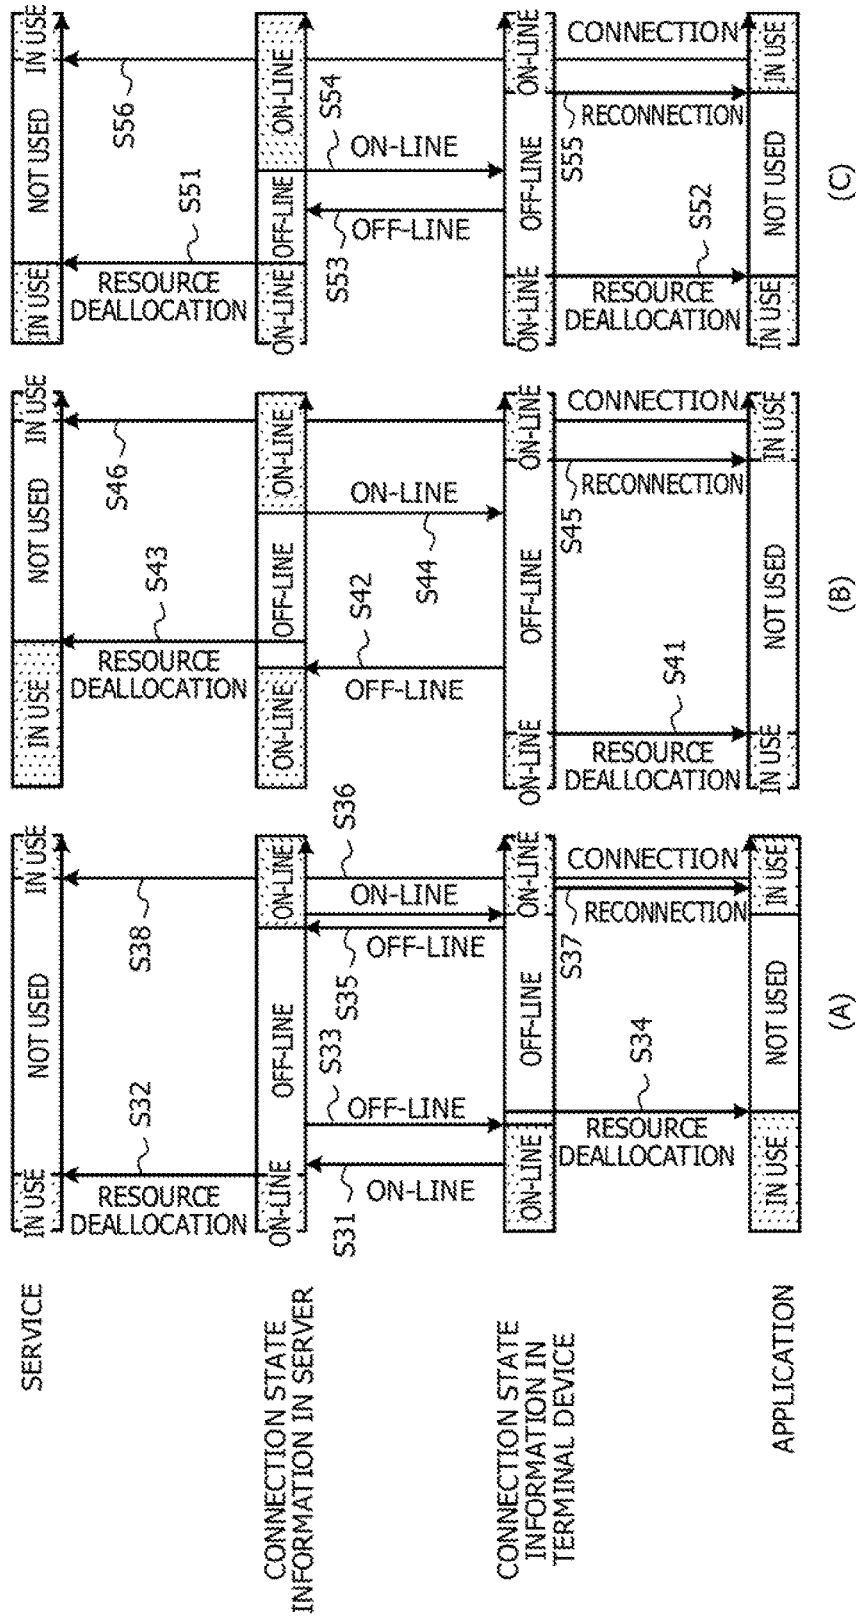 SERVICE
CONNECTION STATE
INFORMATION IN SERVER
CONNECTION STATE
INFORMATION IN
TERMINAL DEVICE
APPLICATION
IN USE
NOT USED
IN USE
S32
S38
RESOURCE
DEALLOCATION
ON-LINE
OFF-LINE
ON-LINE
S31
ON-LINE
S33
OFF-LINE
S35
OFF-LINE
ON-LINE
S36
ON-LINE
OFF-LINE
ON-LINE
RESOURCE
DEALLOCATION
S34
S37
RECONNECTION
CONNECTION
IN USE
NOT USED
IN USE
(A)
IN USE
NOT USED
IN USE
RESOURCE
DEALLOCATION
S43
S46
ON-LINE
OFF-LINE
ON-LINE
OFF-LINE
S42
S44
ON-LINE
ON-LINE
OFF-LINE
ON-LINE
RESOURCE
DEALLOCATION
S41
S45
RECONNECTION
CONNECTION
IN USE
NOT USED
IN USE
(B)
IN USE
NOT USED
IN USE
RESOURCE
DEALLOCATION
S51
S56
ON-LINE
OFF-LINE
ON-LINE
S53
OFF-LINE
ON-LINE
S54
ON-LINE
OFF-LINE
ON-LINE
RESOURCE
DEALLOCATION
S52
S55
RECONNECTION
CONNECTION
IN USE
NOT USED
IN USE
(C)